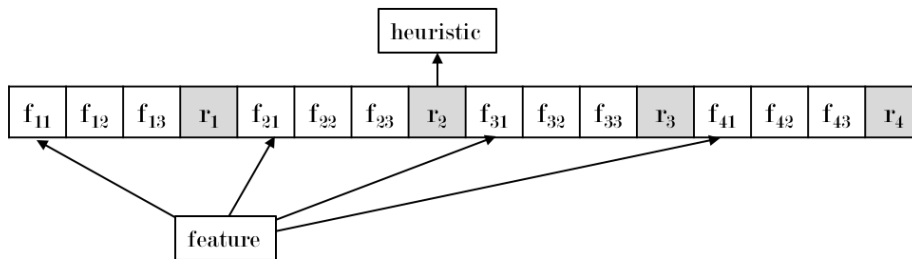 heuristic
f₁₁ f₁₂ f₁₃ r₁ f₂₁ f₂₂ f₂₃ r₂ f₃₁ f₃₂ f₃₃ r₃ f₄₁ f₄₂ f₄₃ r₄
feature